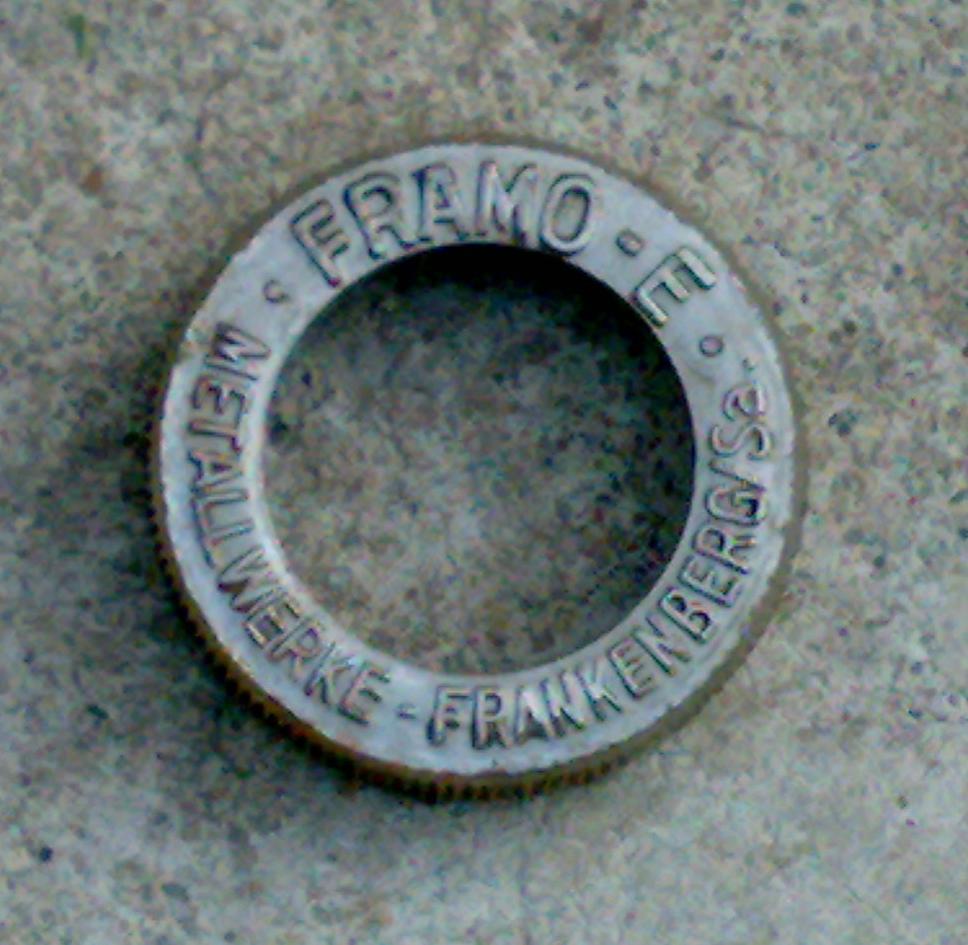 FRAMO · E ·
METALLWERKE - FRANKENBERG/Sa.